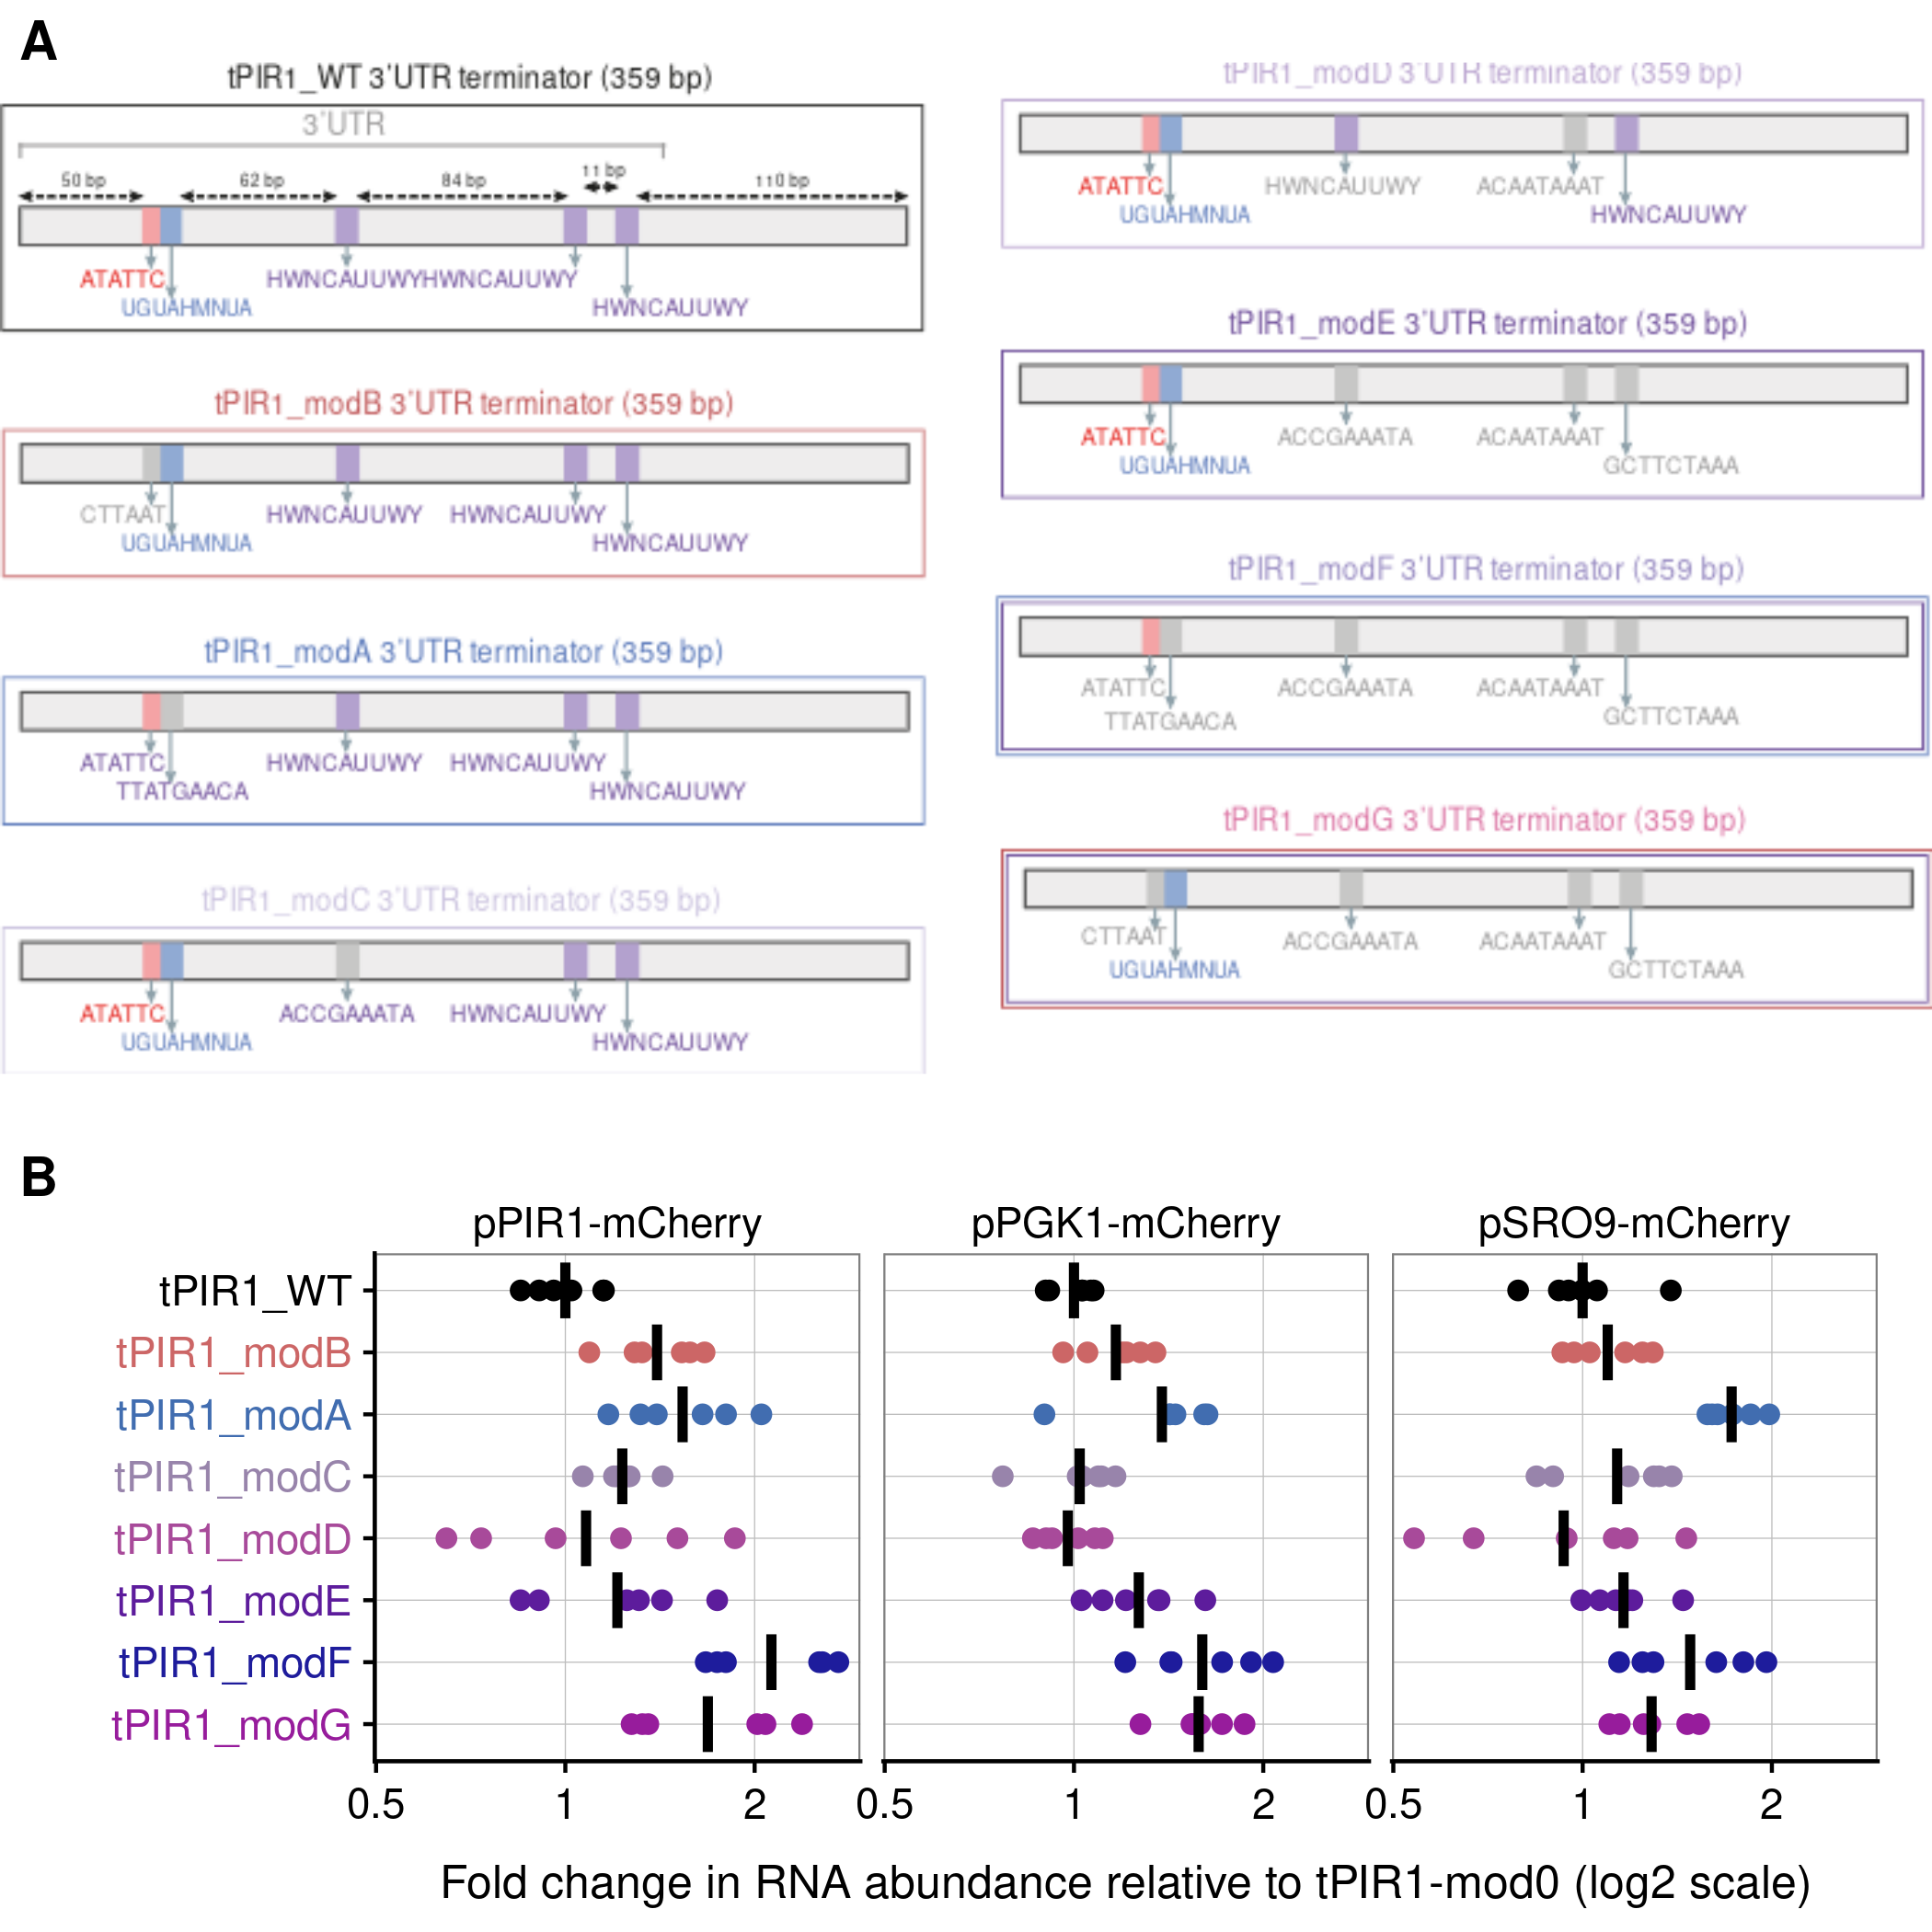 A
tPIR1_WT 3'UTR terminator (359 bp)
3'UTR
50 bp 62 bp 84 bp 11 bp 110 bp
ATATTC HWNCAUUWYHWNCAUUWY
UGUAHMNUA HWNCAUUWY
tPIR1_modB 3'UTR terminator (359 bp)
CTTAAT HWNCAUUWY HWNCAUUWY
UGUAHMNUA HWNCAUUWY
tPIR1_modA 3'UTR terminator (359 bp)
ATATTC HWNCAUUWY HWNCAUUWY
TTATGAACA HWNCAUUWY
tPIR1_modC 3'UTR terminator (359 bp)
ATATTC ACCGAAATA HWNCAUUWY
UGUAHMNUA HWNCAUUWY
tPIR1_modD 3'UTR terminator (359 bp)
ATATTC HWNCAUUWY ACAATAAAT
UGUAHMNUA HWNCAUUWY
tPIR1_modE 3'UTR terminator (359 bp)
ATATTC ACCGAAATA ACAATAAAT
UGUAHMNUA GCTTCTAAA
tPIR1_modF 3'UTR terminator (359 bp)
ATATTC ACCGAAATA ACAATAAAT
TTATGAACA GCTTCTAAA
tPIR1_modG 3'UTR terminator (359 bp)
CTTAAT ACCGAAATA ACAATAAAT
UGUAHMNUA GCTTCTAAA
B
pPIR1-mCherry pPGK1-mCherry pSRO9-mCherry
tPIR1_WT
tPIR1_modB
tPIR1_modA
tPIR1_modC
tPIR1_modD
tPIR1_modE
tPIR1_modF
tPIR1_modG
0.5 1 2 0.5 1 2 0.5 1 2
Fold change in RNA abundance relative to tPIR1-mod0 (log2 scale)